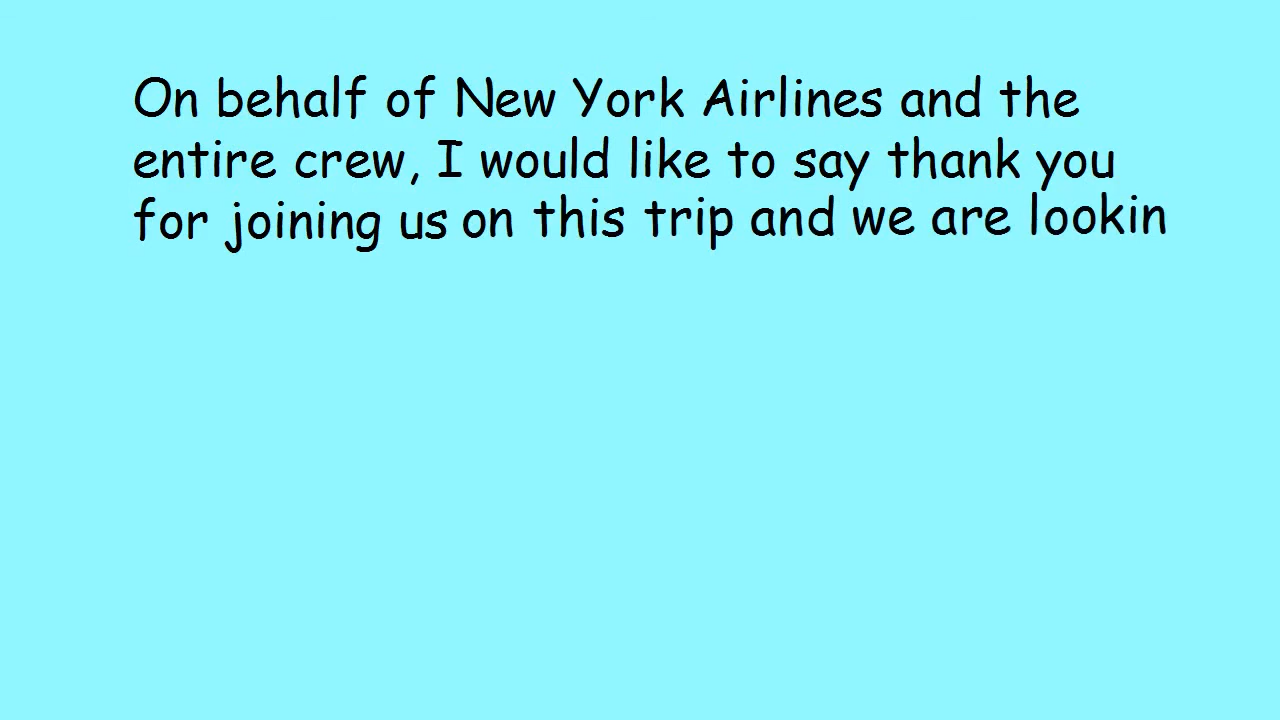 On behalf of New York Airlines and the
entire crew, I would like to say thank you
for joining us on this trip and we are lookin